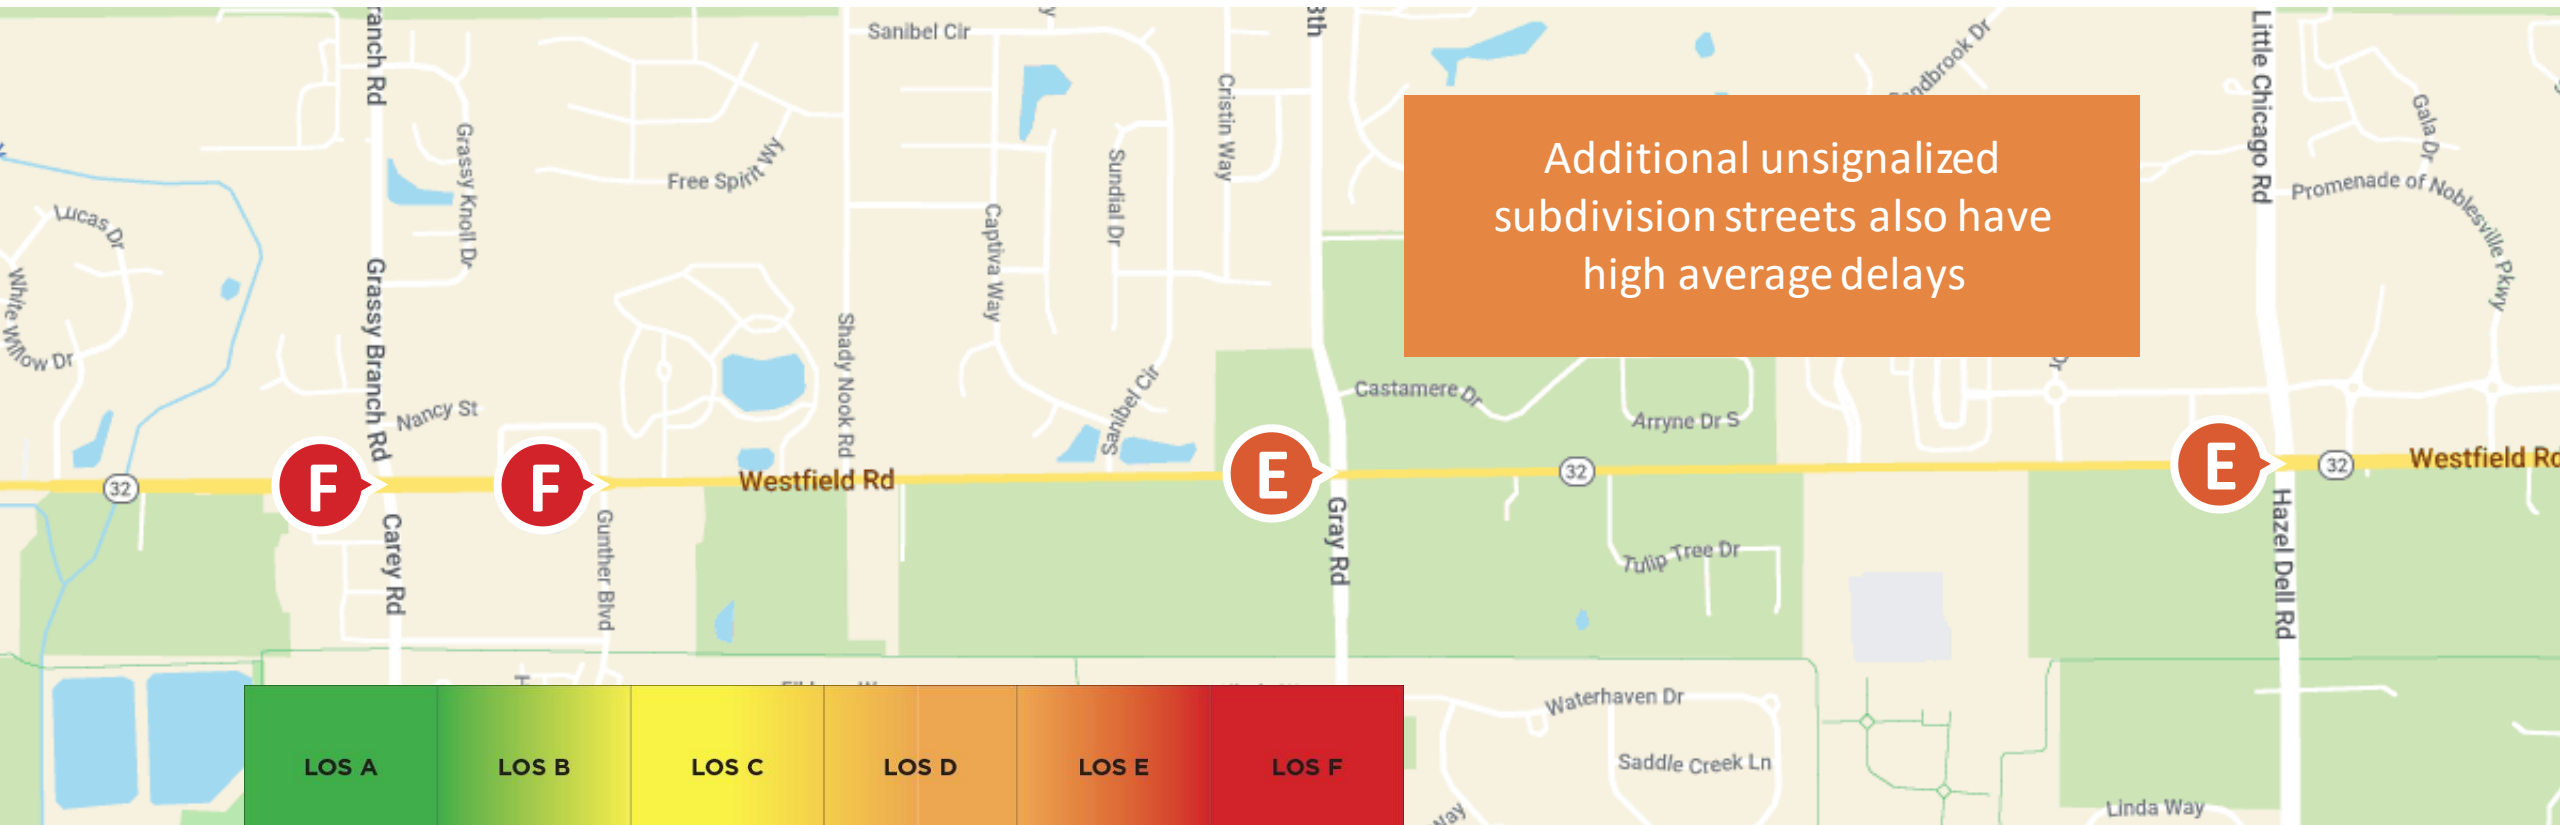 Sanibel Cir
Grassy Knoll Dr
Free Spirit Wy
Cristin Way
Sundial Dr
Captiva Way
Additional unsignalized
subdivision streets also have
high average delays
Little Chicago Rd
Gala Dr
Promenade of Noblesville Pkwy
Lucas Dr
White Willow Dr
Grassy Branch Rd
Nancy St
Shady Nook Rd
Sanibel Cir
Castamere Dr
Arryne Dr S
32
F
F
Westfield Rd
E
32
E
32
Westfield Rd
Carey Rd
Gunther Blvd
Gray Rd
Tulip Tree Dr
Hazel Dell Rd
Waterhaven Dr
Saddle Creek Ln
Linda Way
LOS A
LOS B
LOS C
LOS D
LOS E
LOS F